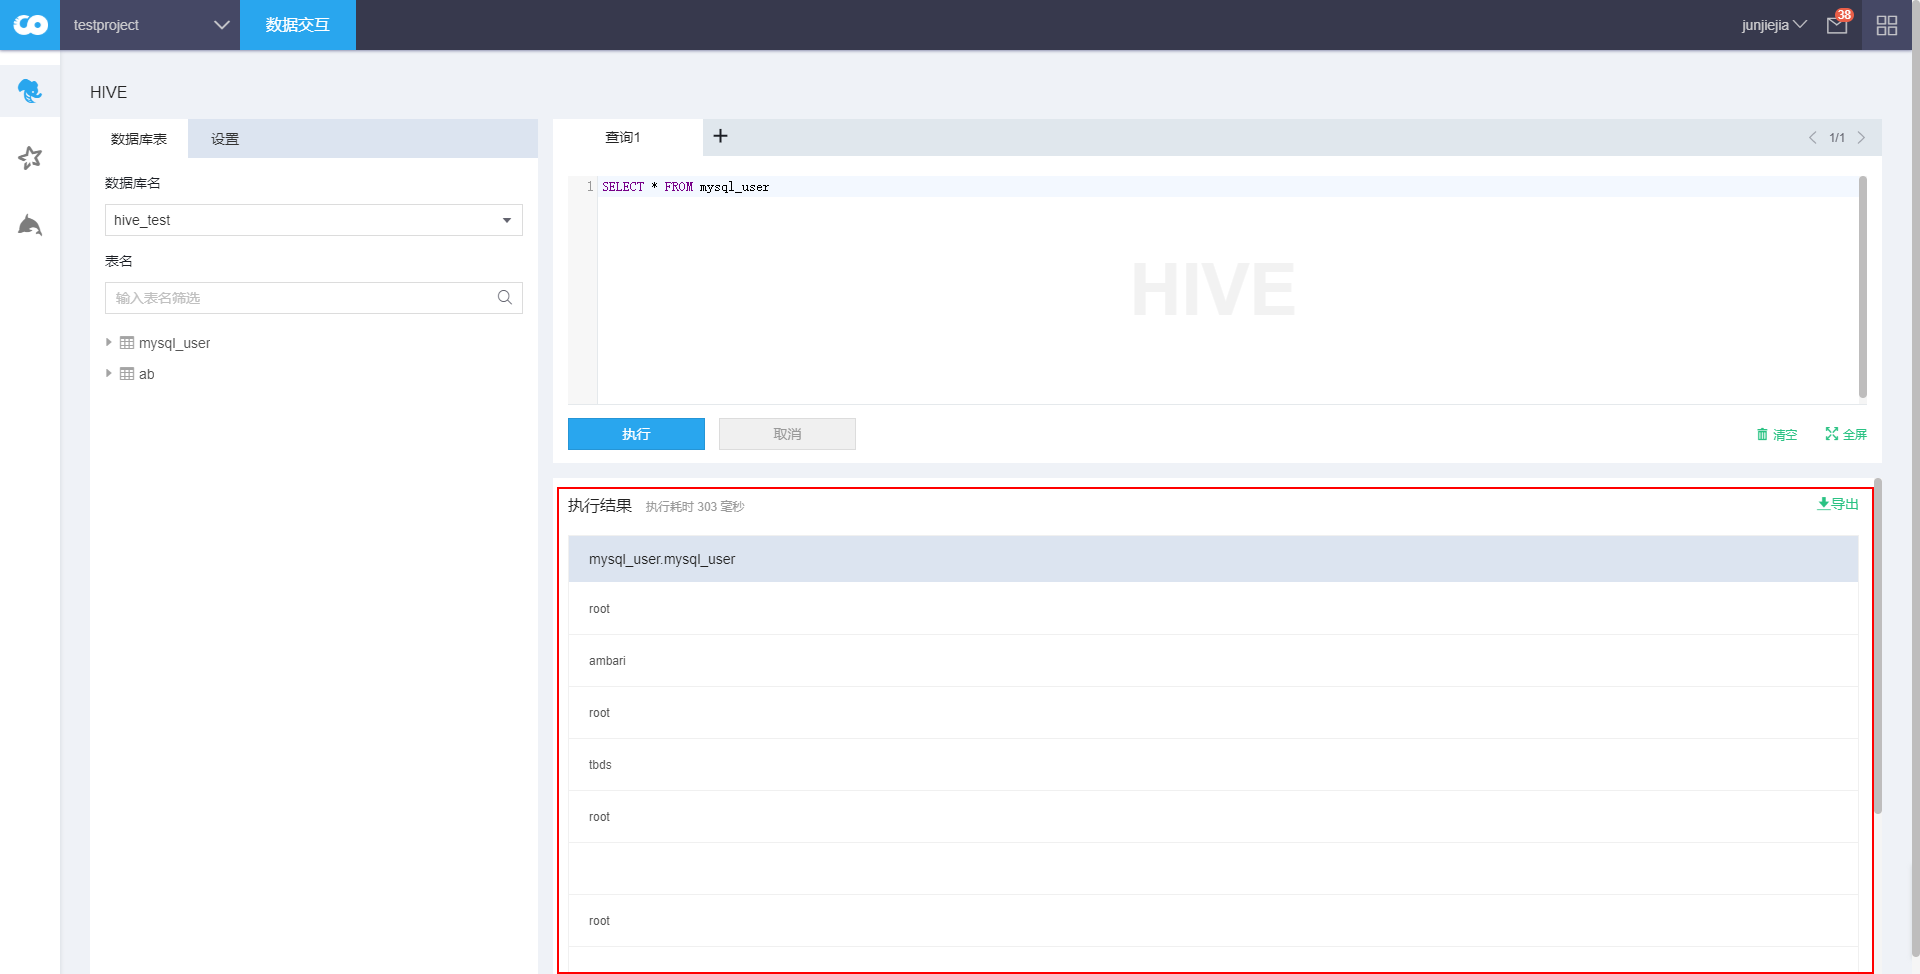 testproject
数据交互
junjiejia
38
HIVE
数据库表
设置
数据库名
hive_test
表名
输入表名筛选
mysql_user
ab
查询1
+
1/1
1
SELECT * FROM mysql_user
HIVE
执行
取消
清空
全屏
执行结果
执行耗时 303 毫秒
导出
mysql_user.mysql_user
root
ambari
root
tbds
root
root